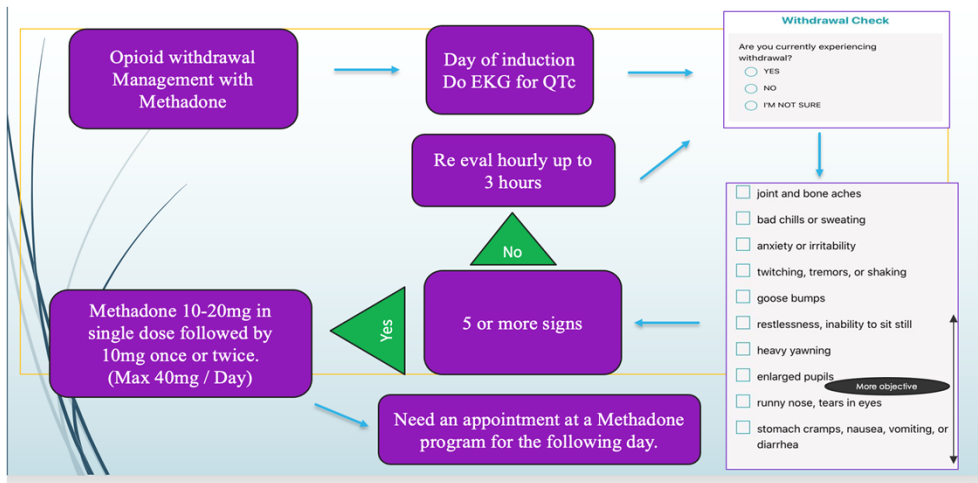 Opioid withdrawal
Management with
Methadone
Day of induction
Do EKG for QTc
Withdrawal Check
Are you currently experiencing
withdrawal?
YES
NO
I'M NOT SURE
Re eval hourly up to
3 hours
No
joint and bone aches
bad chills or sweating
anxiety or irritability
twitching, tremors, or shaking
goose bumps
restlessness, inability to sit still
heavy yawning
enlarged pupils
More objective
runny nose, tears in eyes
stomach cramps, nausea, vomiting, or
diarrhea
5 or more signs
Yes
Methadone 10-20mg in
single dose followed by
10mg once or twice.
(Max 40mg / Day)
Need an appointment at a Methadone
program for the following day.